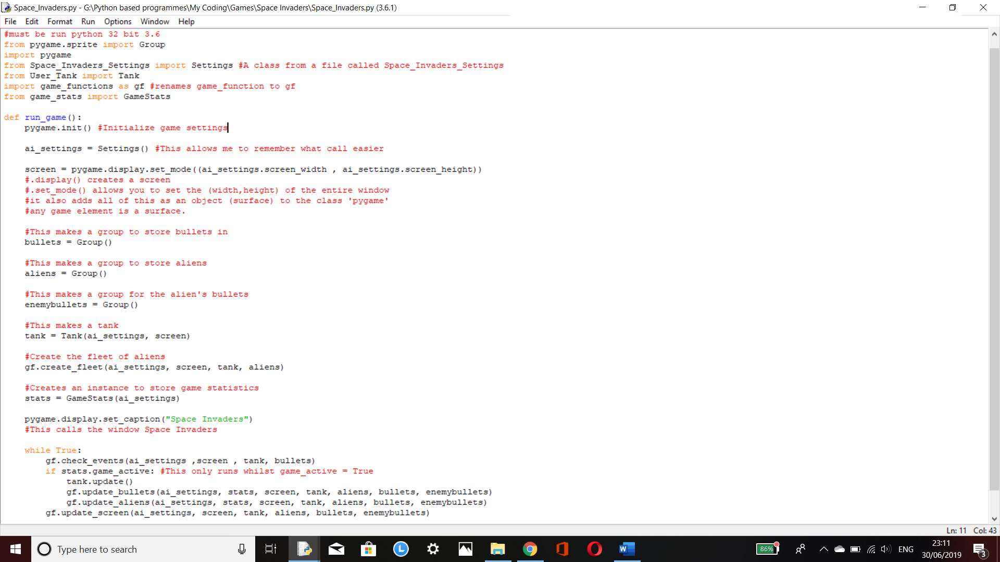 Space_Invaders.py - G:\Python based programmes\My Coding\Games\Space Invaders\Space_Invaders.py (3.6.1)
File Edit Format Run Options Window Help
#must be run python 32 bit 3.6
from pygame.sprite import Group
import pygame
from Space_Invaders_Settings import Settings #A class from a file called Space_Invaders_Settings
from User_Tank import Tank
import game_functions as gf #renames game_function to gf
from game_stats import GameStats
def run_game():
    pygame.init() #Initialize game settings
    ai_settings = Settings() #This allows me to remember what call easier
    screen = pygame.display.set_mode((ai_settings.screen_width , ai_settings.screen_height))
    #.display() creates a screen
    #.set_mode() allows you to set the (width,height) of the entire window
    #it also adds all of this as an object (surface) to the class 'pygame'
    #any game element is a surface.
    #This makes a group to store bullets in
    bullets = Group()
    #This makes a group to store aliens
    aliens = Group()
    #This makes a group for the alien's bullets
    enemybullets = Group()
    #This makes a tank
    tank = Tank(ai_settings, screen)
    #Create the fleet of aliens
    gf.create_fleet(ai_settings, screen, tank, aliens)
    #Creates an instance to store game statistics
    stats = GameStats(ai_settings)
    pygame.display.set_caption("Space Invaders")
    #This calls the window Space Invaders
    while True:
        gf.check_events(ai_settings ,screen , tank, bullets)
        if stats.game_active: #This only runs whilst game_active = True
            tank.update()
            gf.update_bullets(ai_settings, stats, screen, tank, aliens, bullets, enemybullets)
            gf.update_aliens(ai_settings, stats, screen, tank, aliens, bullets, enemybullets)
        gf.update_screen(ai_settings, screen, tank, aliens, bullets, enemybullets)
Ln: 11 Col: 43
Type here to search
86%
ENG
23:11
30/06/2019
3